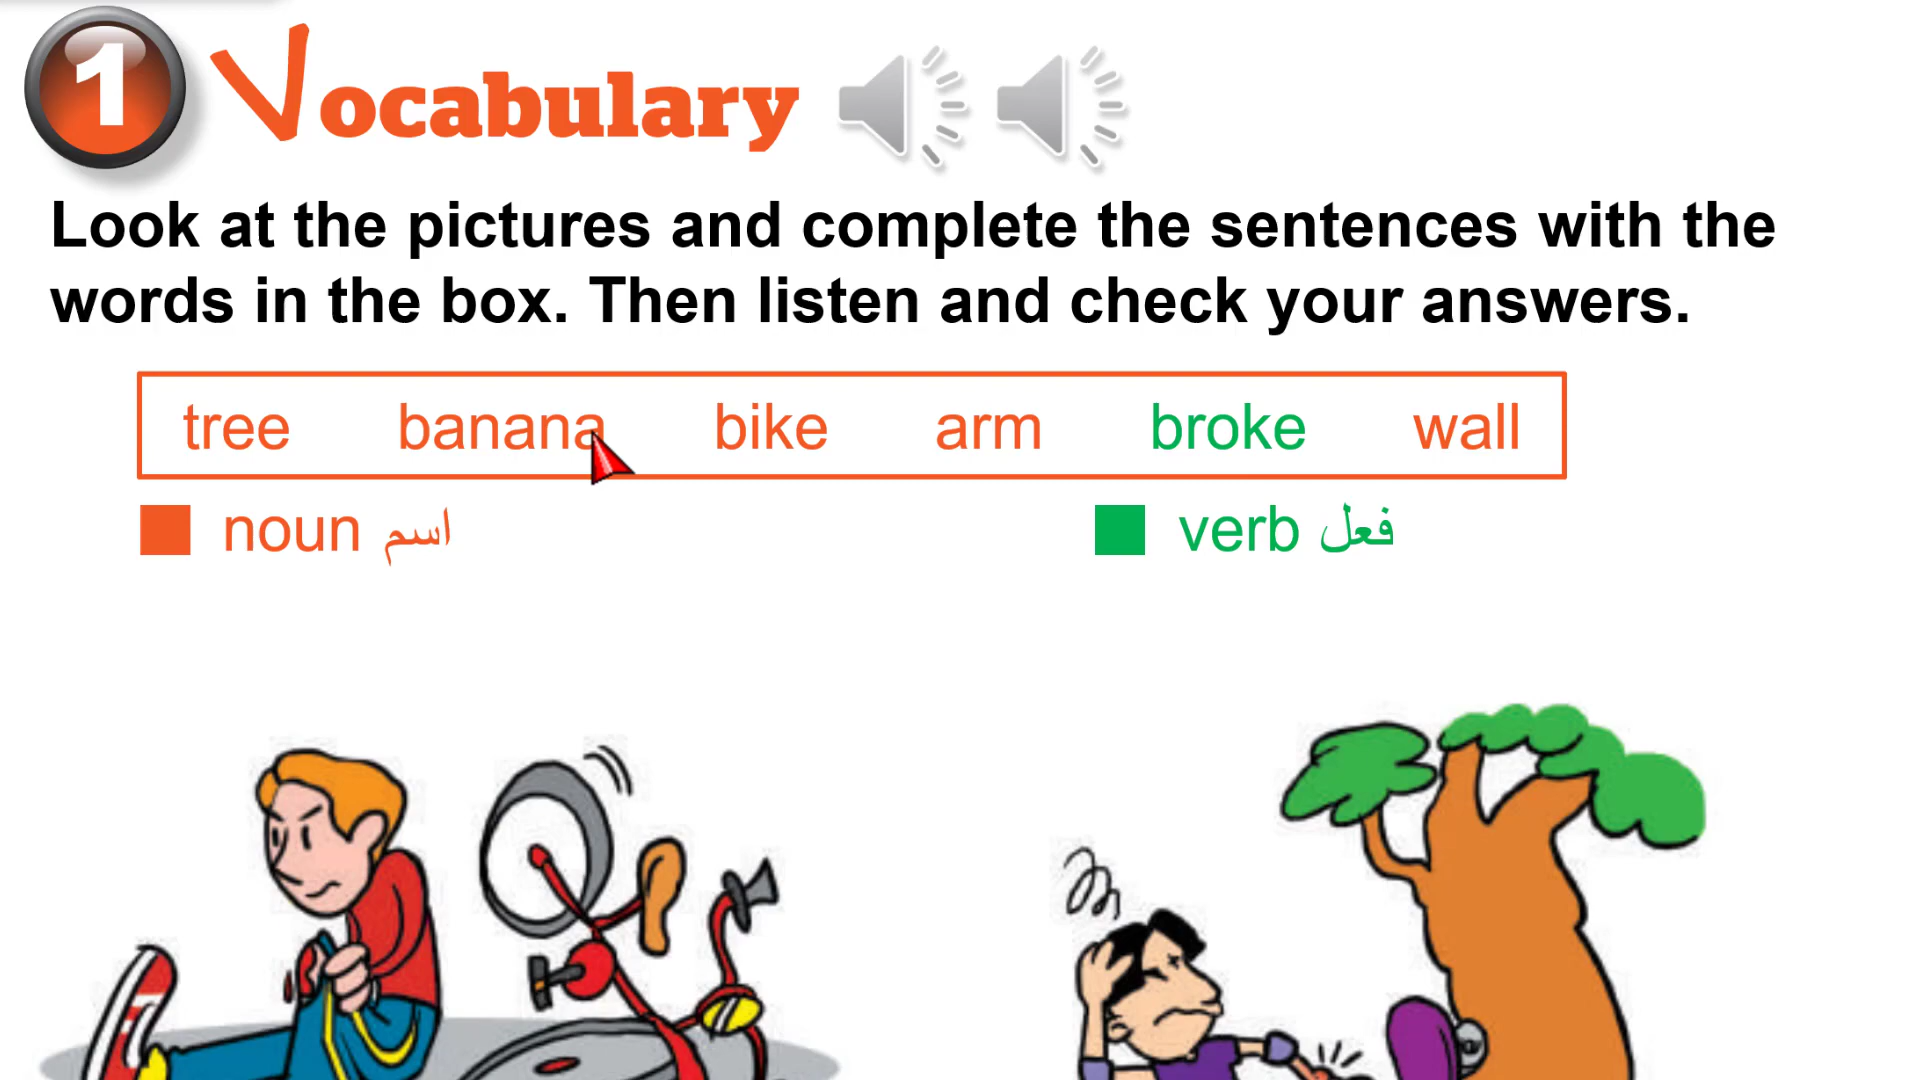 1 Vocabulary
Look at the pictures and complete the sentences with the
words in the box. Then listen and check your answers.
tree banana bike arm broke wall
noun اسم verb فعل